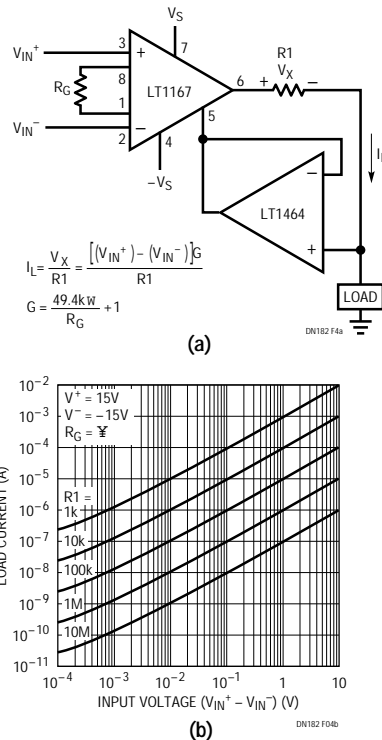 VS
VIN+
3
+
7
R1
8
VX
6
+
−
RG
LT1167
1
5
VIN−
−
2
4
−
−VS
LT1464
+
IL= VX/R1 = [(VIN+) – (VIN−)]G/R1
G = 49.4kw/RG +1
LOAD
DN182 F4a
(a)
10−2
V+ = 15V
V− = –15V
RG = ¥
10−3
10−4
R1 =
1k
10−5
10−6
10k
10−7
100k
10−8
1M
10−9
10M
10−10
10−11
LOAD CURRENT (A)
10−4
10−3
10−2
10−1
1
10
INPUT VOLTAGE (VIN+ – VIN−) (V)
DN182 F04b
(b)